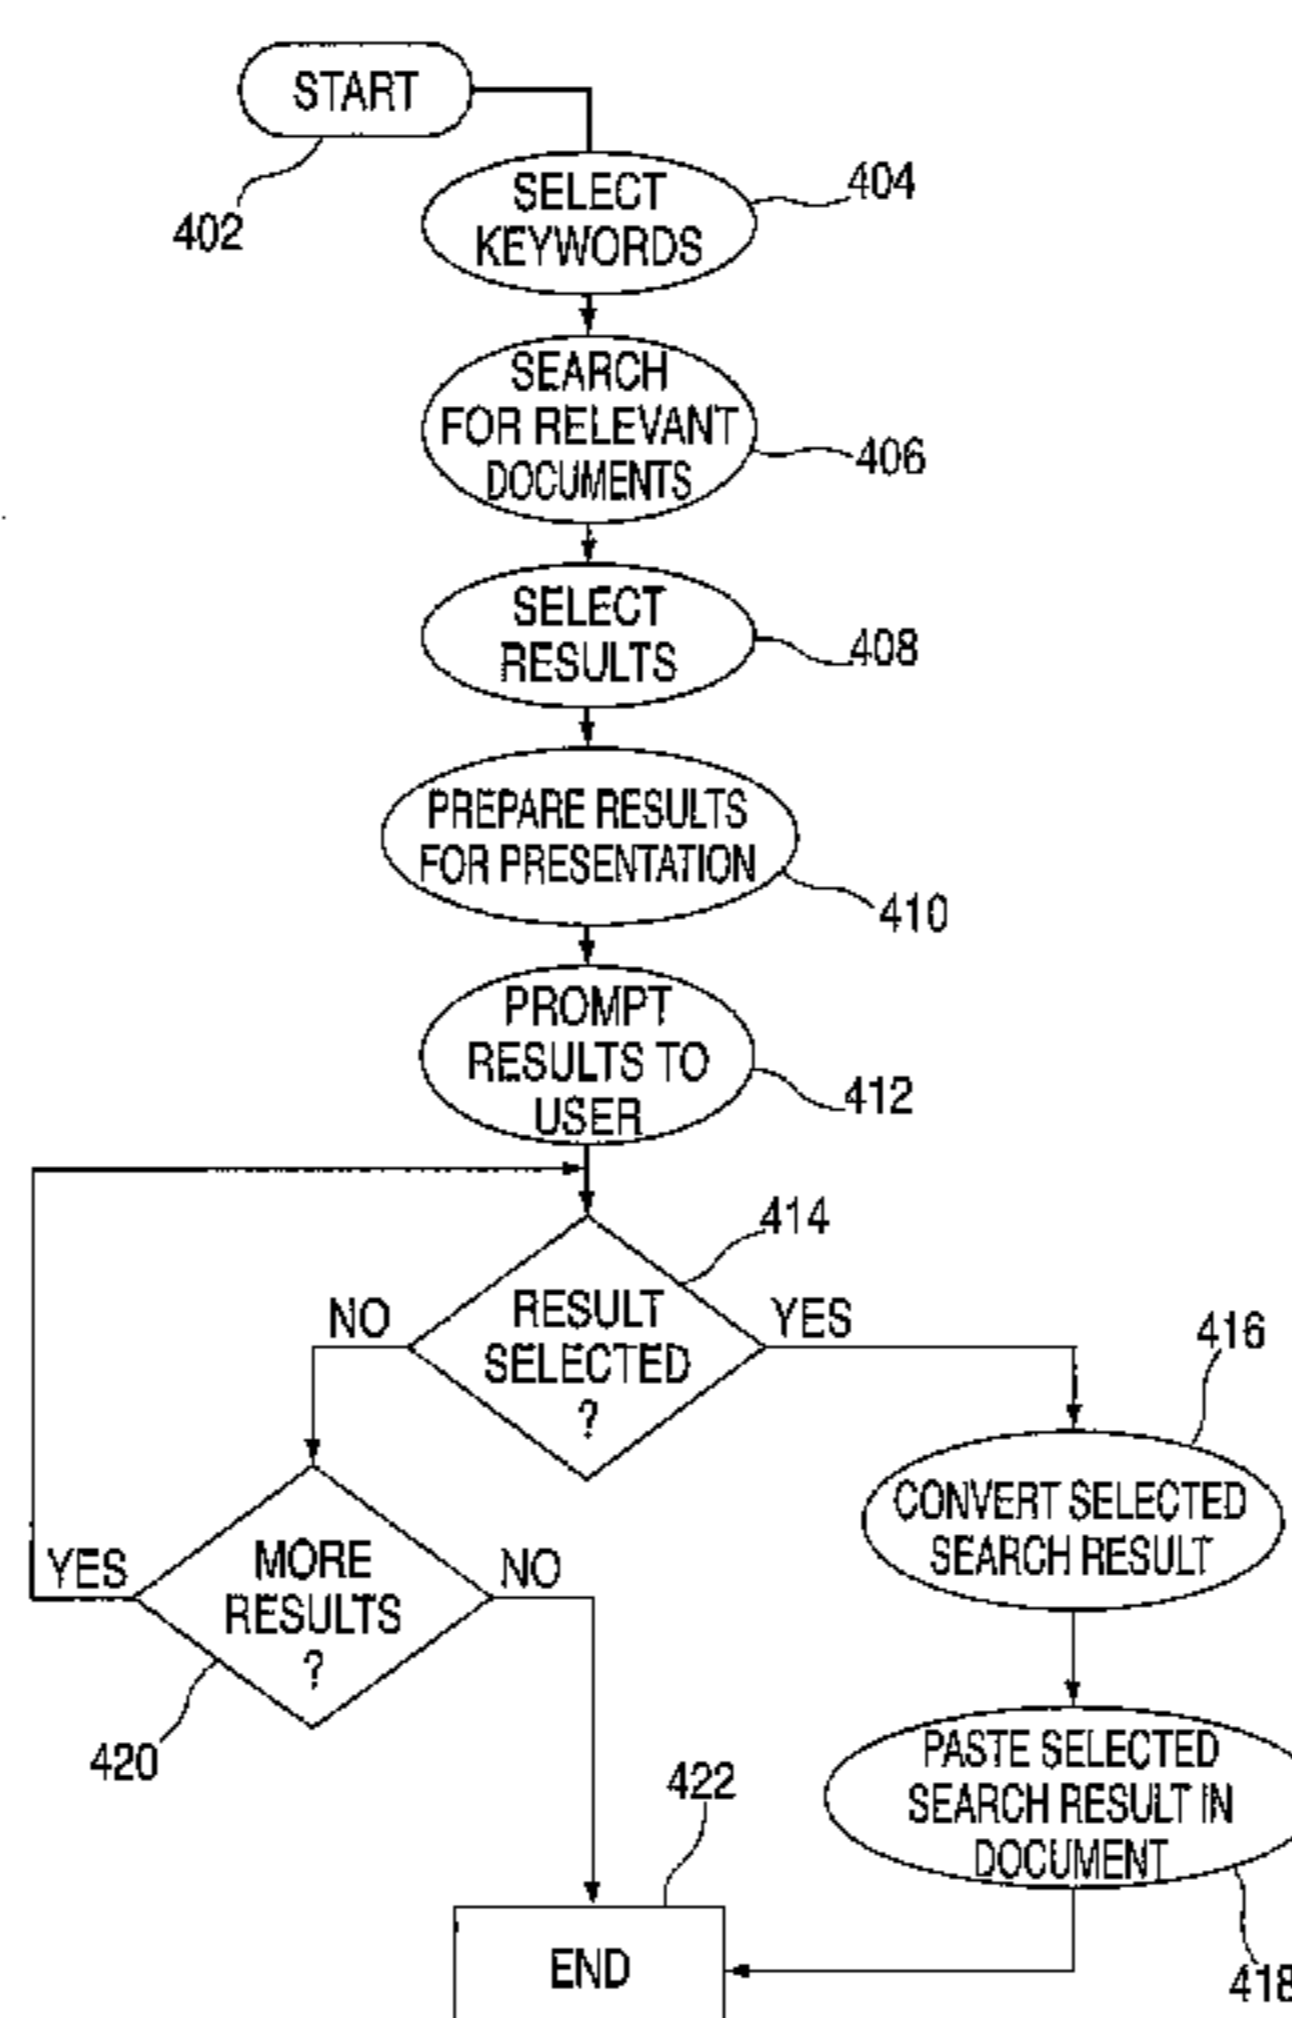 START
402
SELECT
KEYWORDS
404
SEARCH
FOR RELEVANT
DOCUMENTS
406
SELECT
RESULTS
408
PREPARE RESULTS
FOR PRESENTATION
410
PROMPT
RESULTS TO
USER
412
414
NO
RESULT
SELECTED
?
YES
416
CONVERT SELECTED
SEARCH RESULT
YES
MORE
RESULTS
?
NO
420
422
PASTE SELECTED
SEARCH RESULT IN
DOCUMENT
418
END